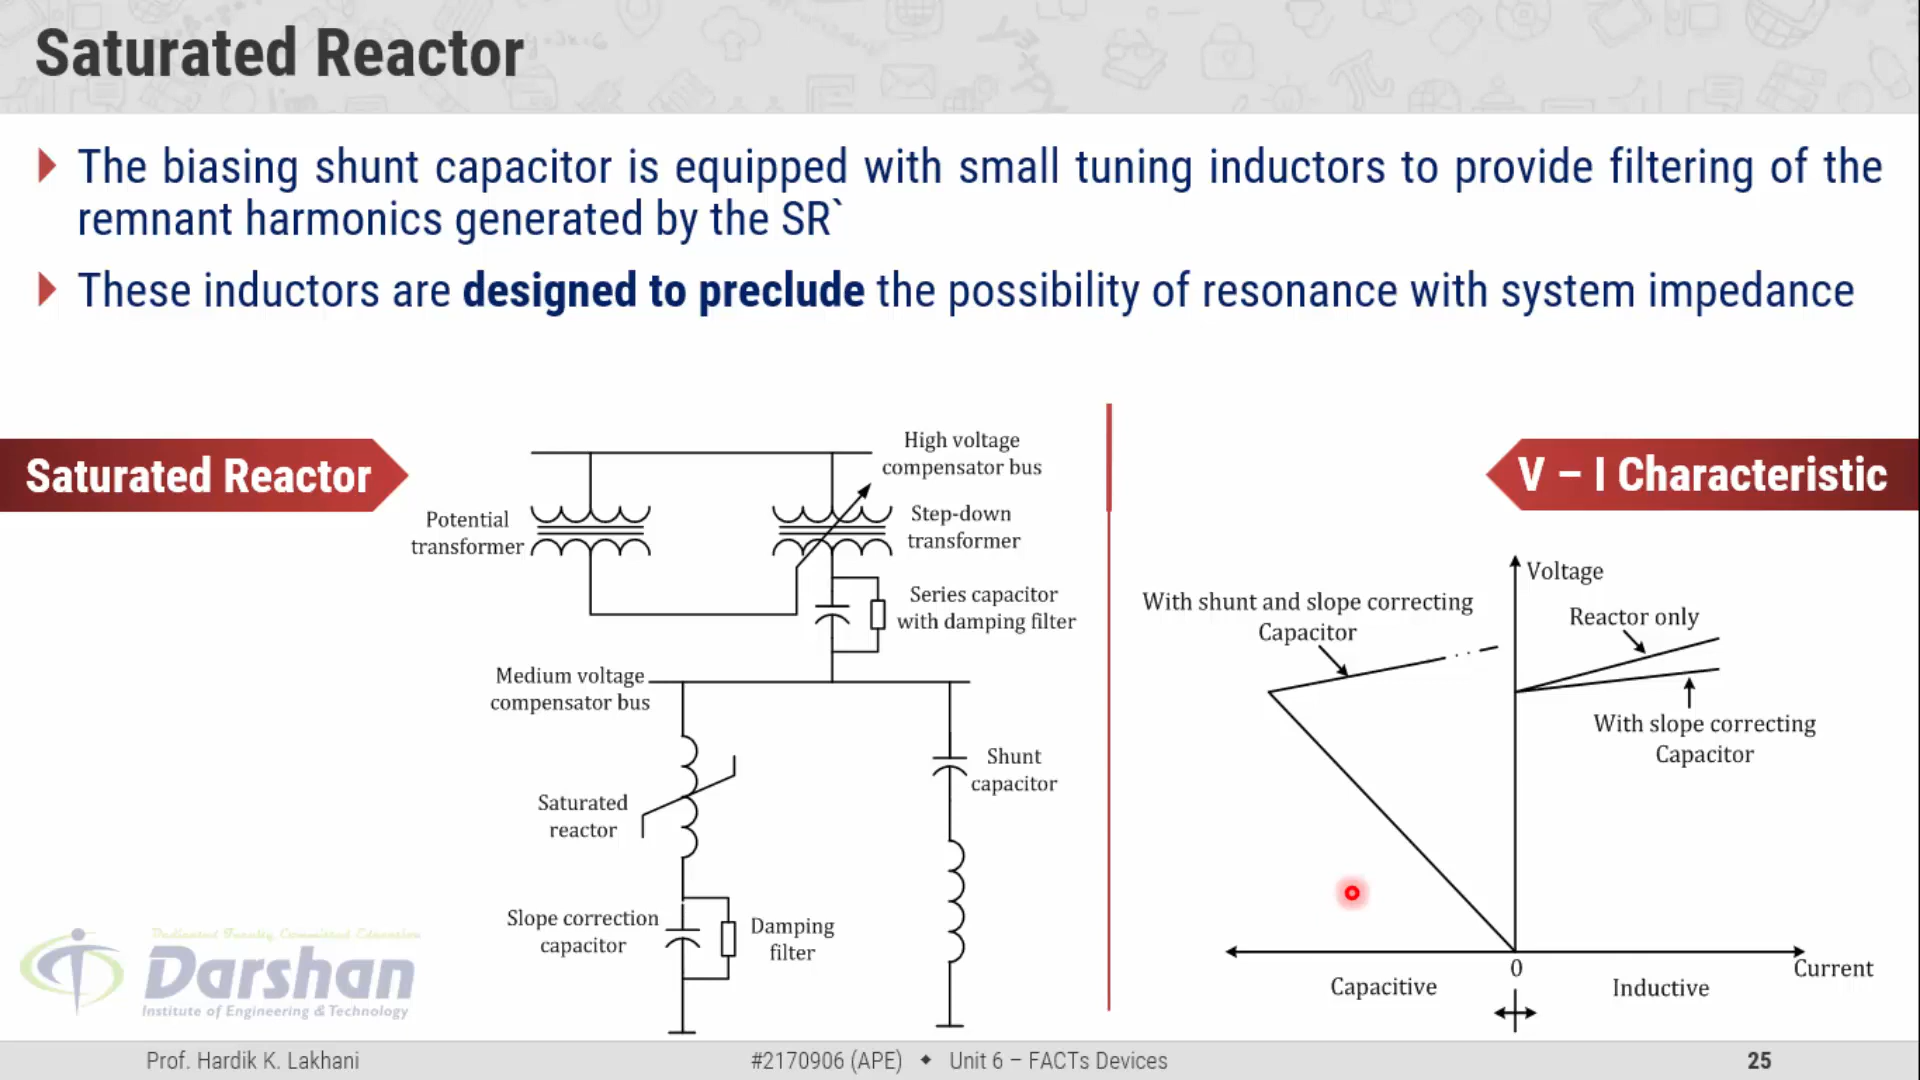 Saturated Reactor
The biasing shunt capacitor is equipped with small tuning inductors to provide filtering of the
remnant harmonics generated by the SR`
These inductors are designed to preclude the possibility of resonance with system impedance
Saturated Reactor
High voltage
compensator bus
Potential
transformer
Step-down
transformer
Series capacitor
with damping filter
Medium voltage
compensator bus
Shunt
capacitor
Saturated
reactor
Slope correction
capacitor
Damping
filter
V – I Characteristic
Voltage
With shunt and slope correcting
Capacitor
Reactor only
With slope correcting
Capacitor
0
Current
Capacitive
Inductive
Dedicated Faculty, Committed Education
Darshan
Institute of Engineering & Technology
Prof. Hardik K. Lakhani
#2170906 (APE) ◆ Unit 6 – FACTs Devices
25